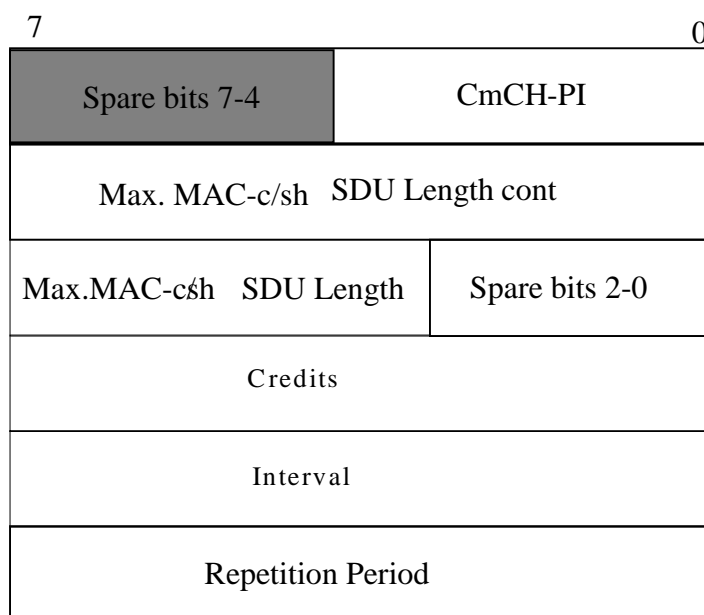 7 0
Spare bits 7-4 CmCH-PI
Max. MAC-c/sh SDU Length cont
Max.MAC-c/sh SDU Length Spare bits 2-0
Credits
Interval
Repetition Period